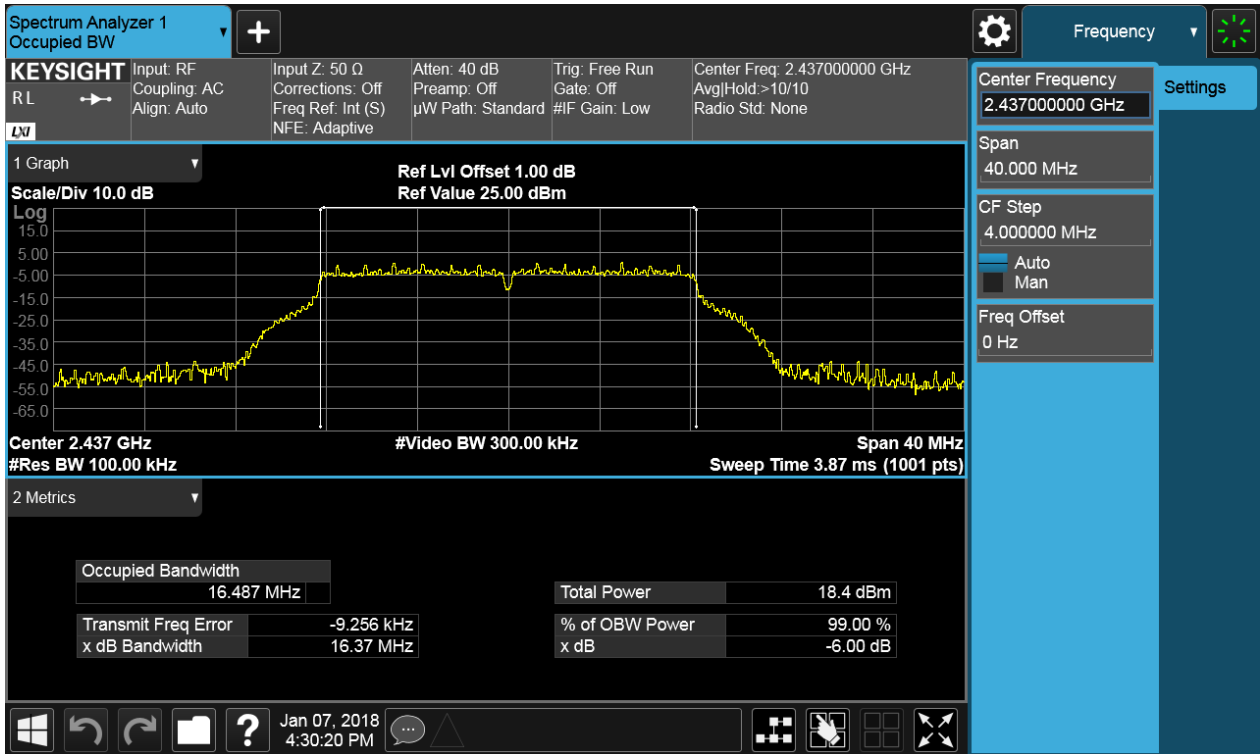 Spectrum Analyzer 1
Occupied BW
Frequency
KEYSIGHT
R L
LXI
Input: RF
Coupling: AC
Align: Auto
Input Z: 50 Ω
Corrections: Off
Freq Ref: Int (S)
NFE: Adaptive
Atten: 40 dB
Preamp: Off
µW Path: Standard
Trig: Free Run
Gate: Off
#IF Gain: Low
Center Freq: 2.437000000 GHz
Avg|Hold:>10/10
Radio Std: None
Center Frequency
2.437000000 GHz
Settings
Span
40.000 MHz
CF Step
4.000000 MHz
Auto
Man
Freq Offset
0 Hz
1 Graph
Scale/Div 10.0 dB
Ref Lvl Offset 1.00 dB
Ref Value 25.00 dBm
Log
15.0
5.00
-5.00
-15.0
-25.0
-35.0
-45.0
-55.0
-65.0
Center 2.437 GHz
#Video BW 300.00 kHz
Span 40 MHz
#Res BW 100.00 kHz
Sweep Time 3.87 ms (1001 pts)
2 Metrics
Occupied Bandwidth
16.487 MHz
Total Power 18.4 dBm
Transmit Freq Error -9.256 kHz
% of OBW Power 99.00 %
x dB Bandwidth 16.37 MHz
x dB -6.00 dB
?
Jan 07, 2018
4:30:20 PM